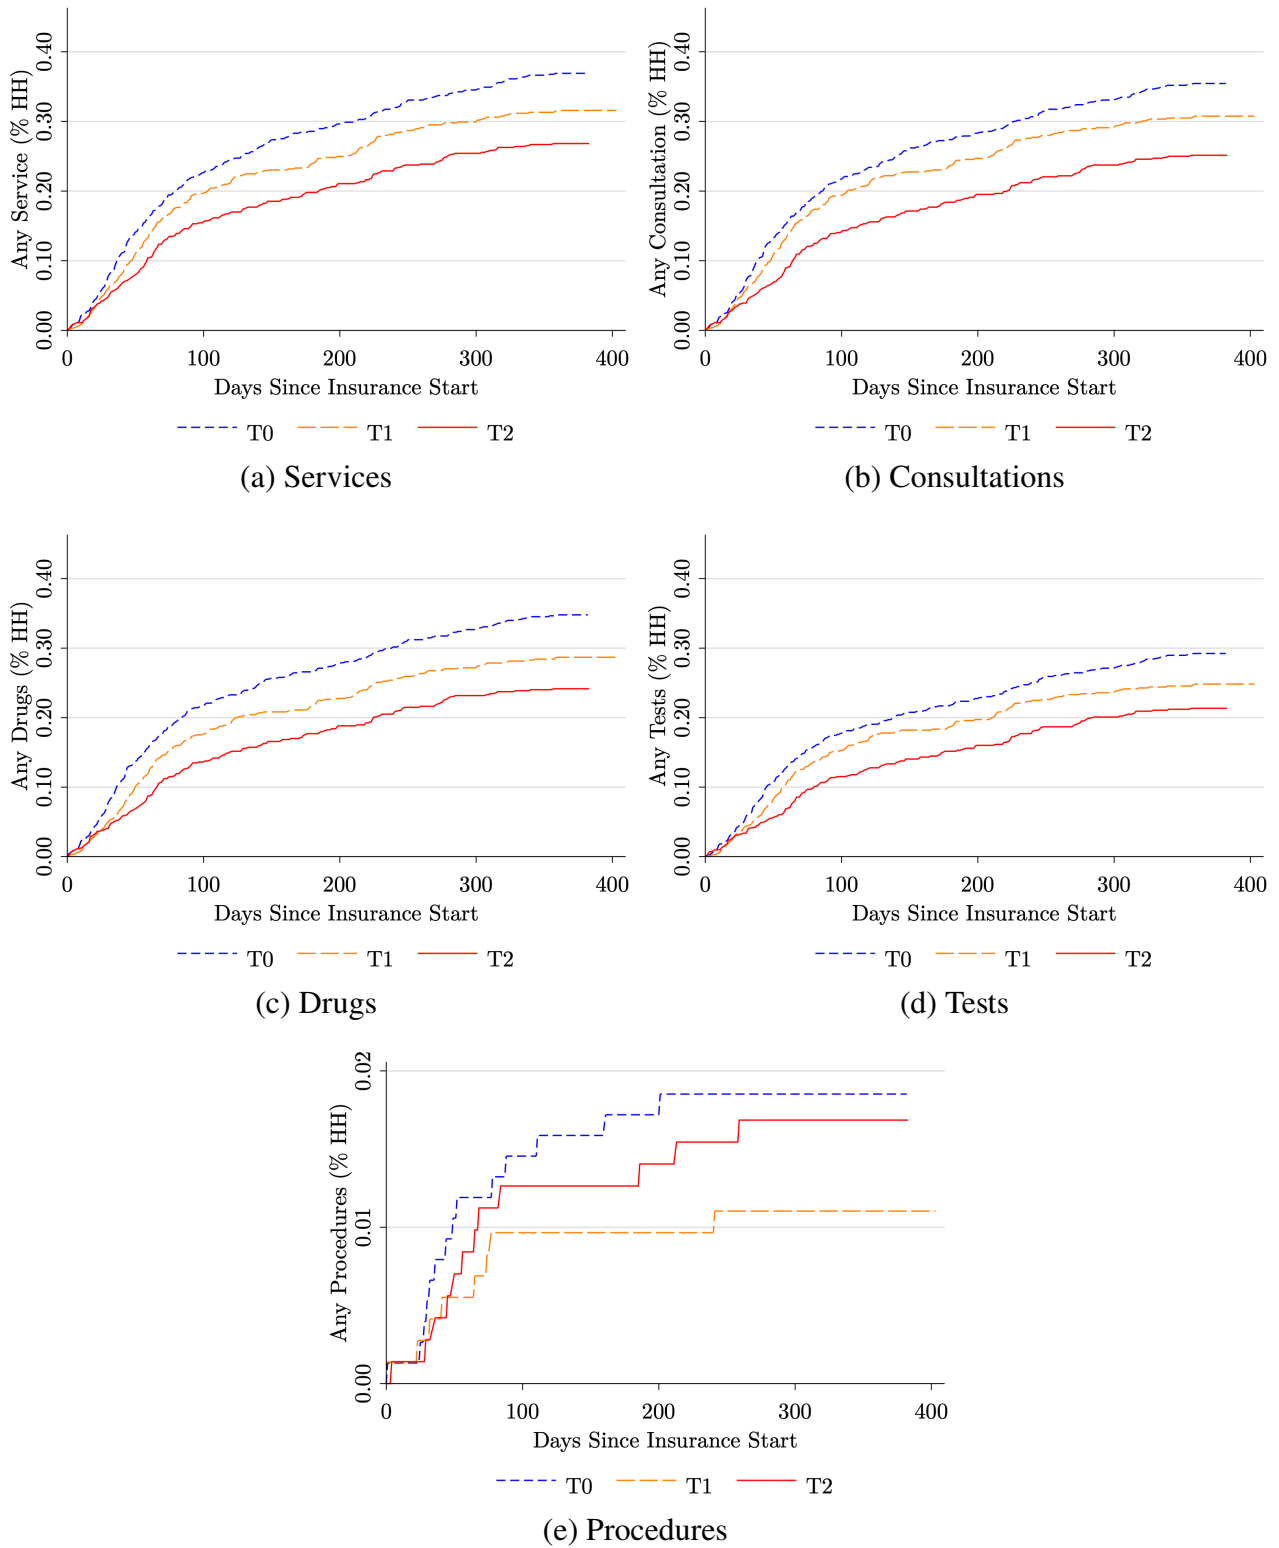 Any Service (% HH)
0.40
0.30
0.20
0.10
0.00
0 100 200 300 400
Days Since Insurance Start
T0 T1 T2
(a) Services
Any Consultation (% HH)
0.40
0.30
0.20
0.10
0.00
0 100 200 300 400
Days Since Insurance Start
T0 T1 T2
(b) Consultations
Any Drugs (% HH)
0.40
0.30
0.20
0.10
0.00
0 100 200 300 400
Days Since Insurance Start
T0 T1 T2
(c) Drugs
Any Tests (% HH)
0.40
0.30
0.20
0.10
0.00
0 100 200 300 400
Days Since Insurance Start
T0 T1 T2
(d) Tests
Any Procedures (% HH)
0.02
0.01
0.00
0 100 200 300 400
Days Since Insurance Start
T0 T1 T2
(e) Procedures